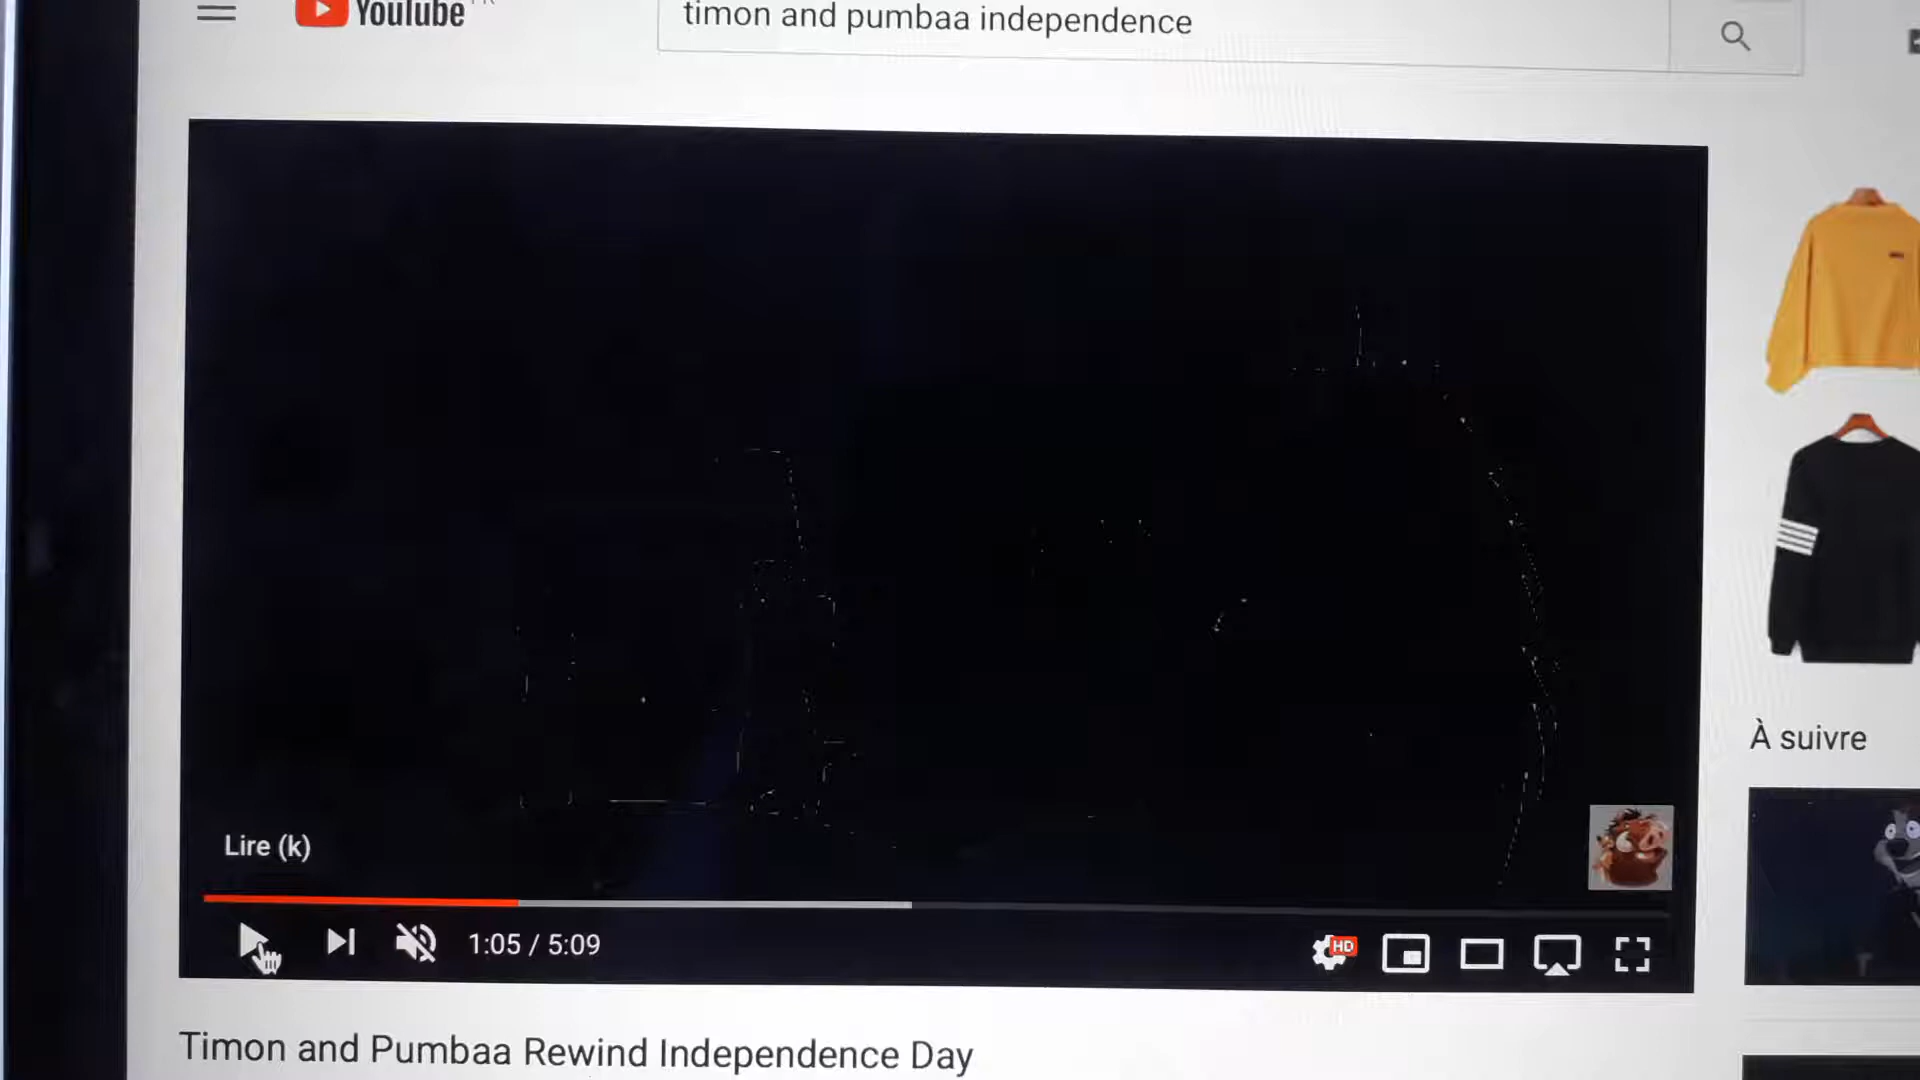 YouTube
timon and pumbaa independence
À suivre
Lire (k)
1:05 / 5:09
HD
Timon and Pumbaa Rewind Independence Day